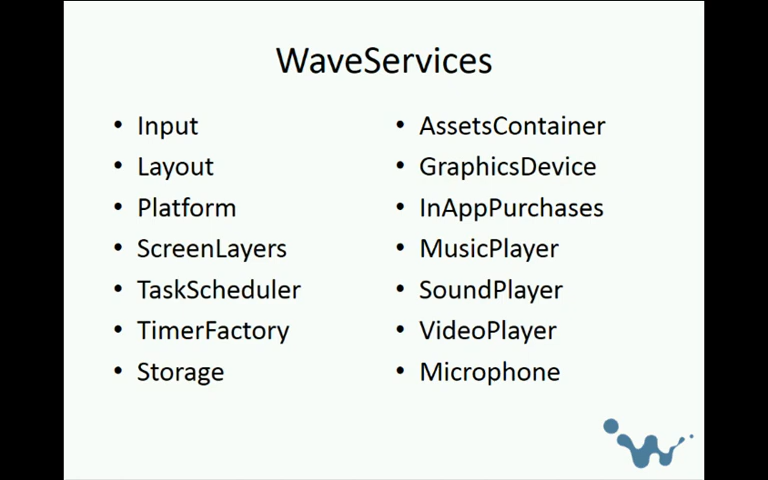 WaveServices
• Input
• Layout
• Platform
• ScreenLayers
• TaskScheduler
• TimerFactory
• Storage
• AssetsContainer
• GraphicsDevice
• InAppPurchases
• MusicPlayer
• SoundPlayer
• VideoPlayer
• Microphone